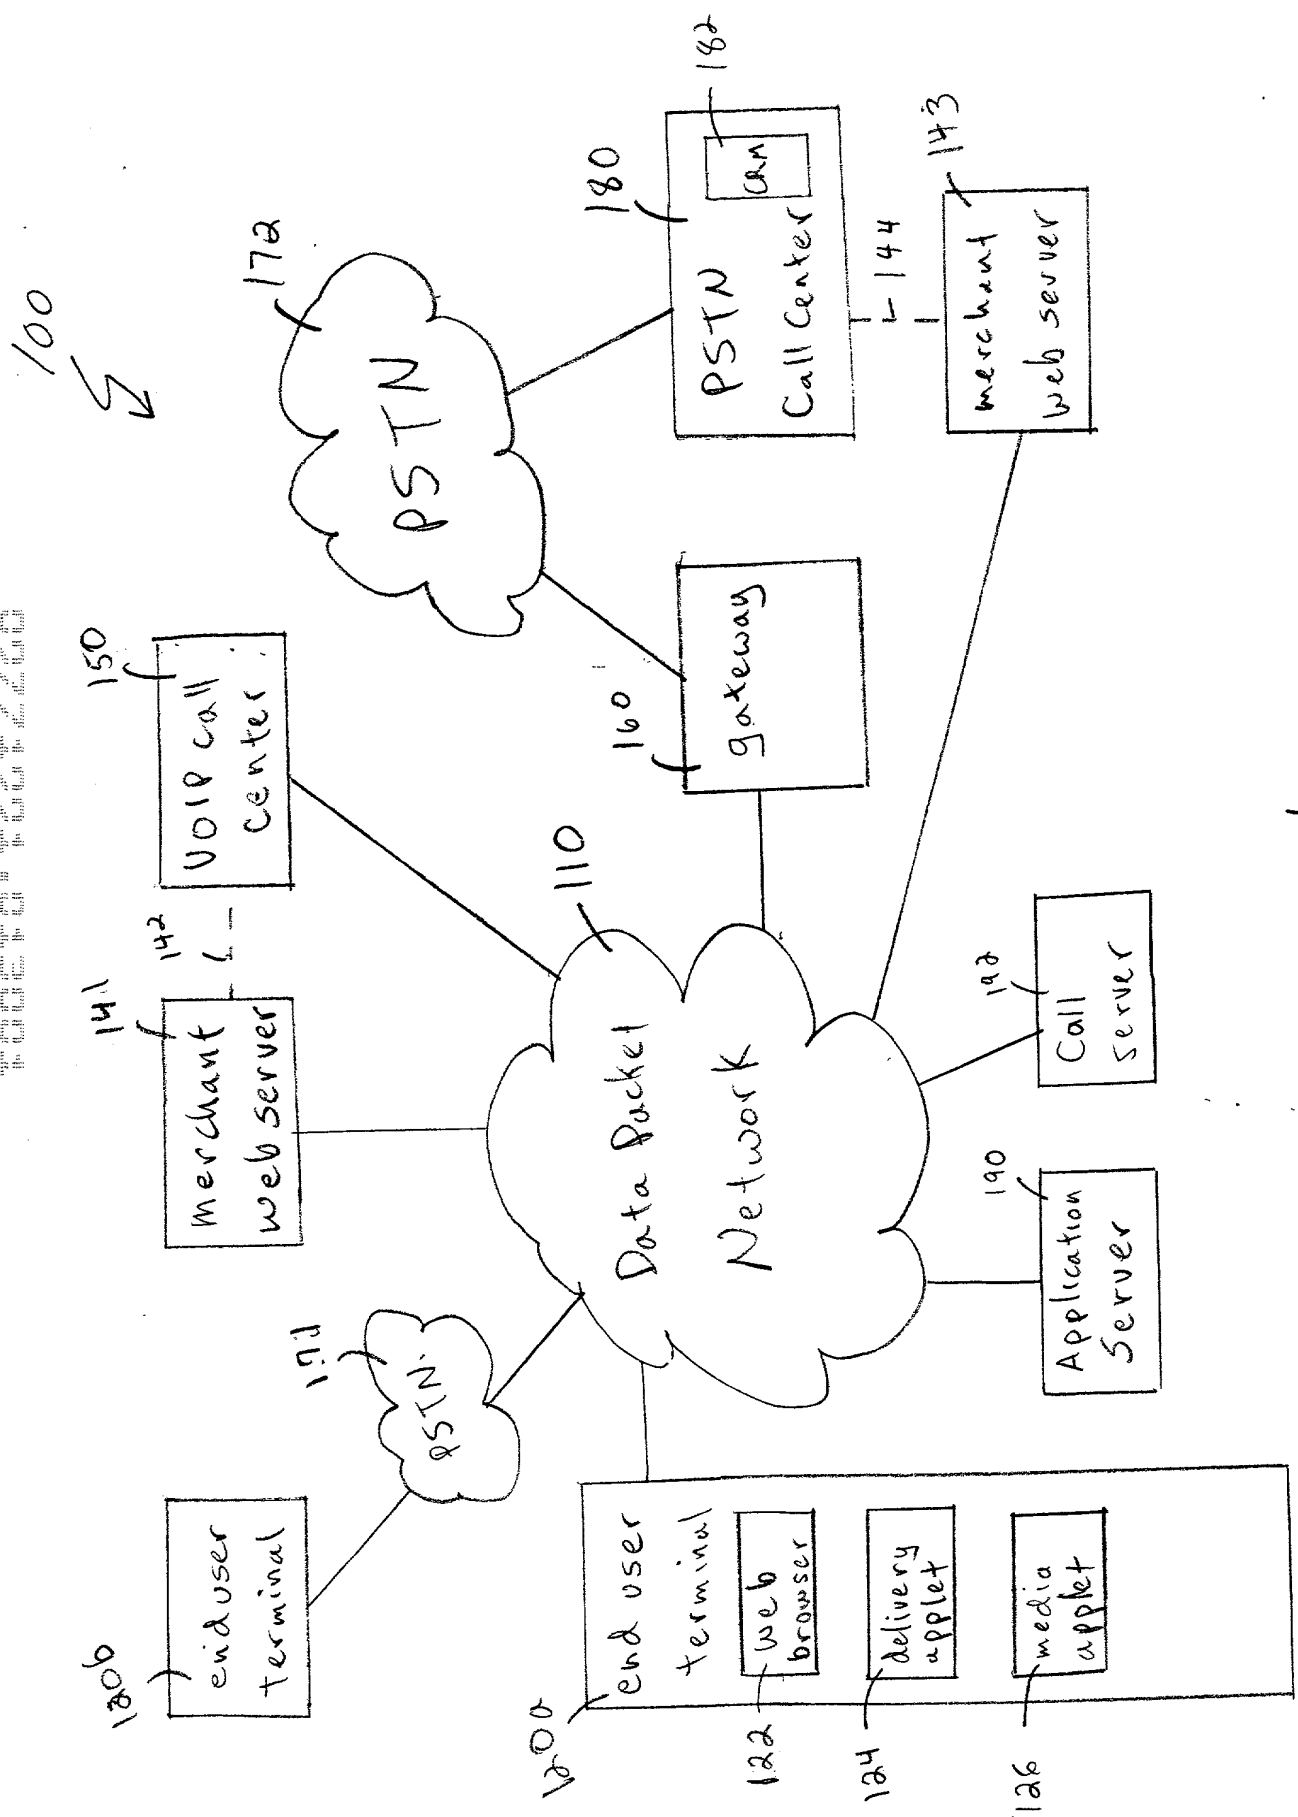 100
120b
end user
terminal
171
PSTN
141
merchant
web server
142
150
VOIP call
center
172
PSTN
110
Data Packet
Network
160
gateway
180
PSTN
Call Center
CRM
182
144
143
merchant
web server
120a
end user
terminal
122
web
browser
124
delivery
applet
126
media
applet
190
Application
Server
192
Call
server